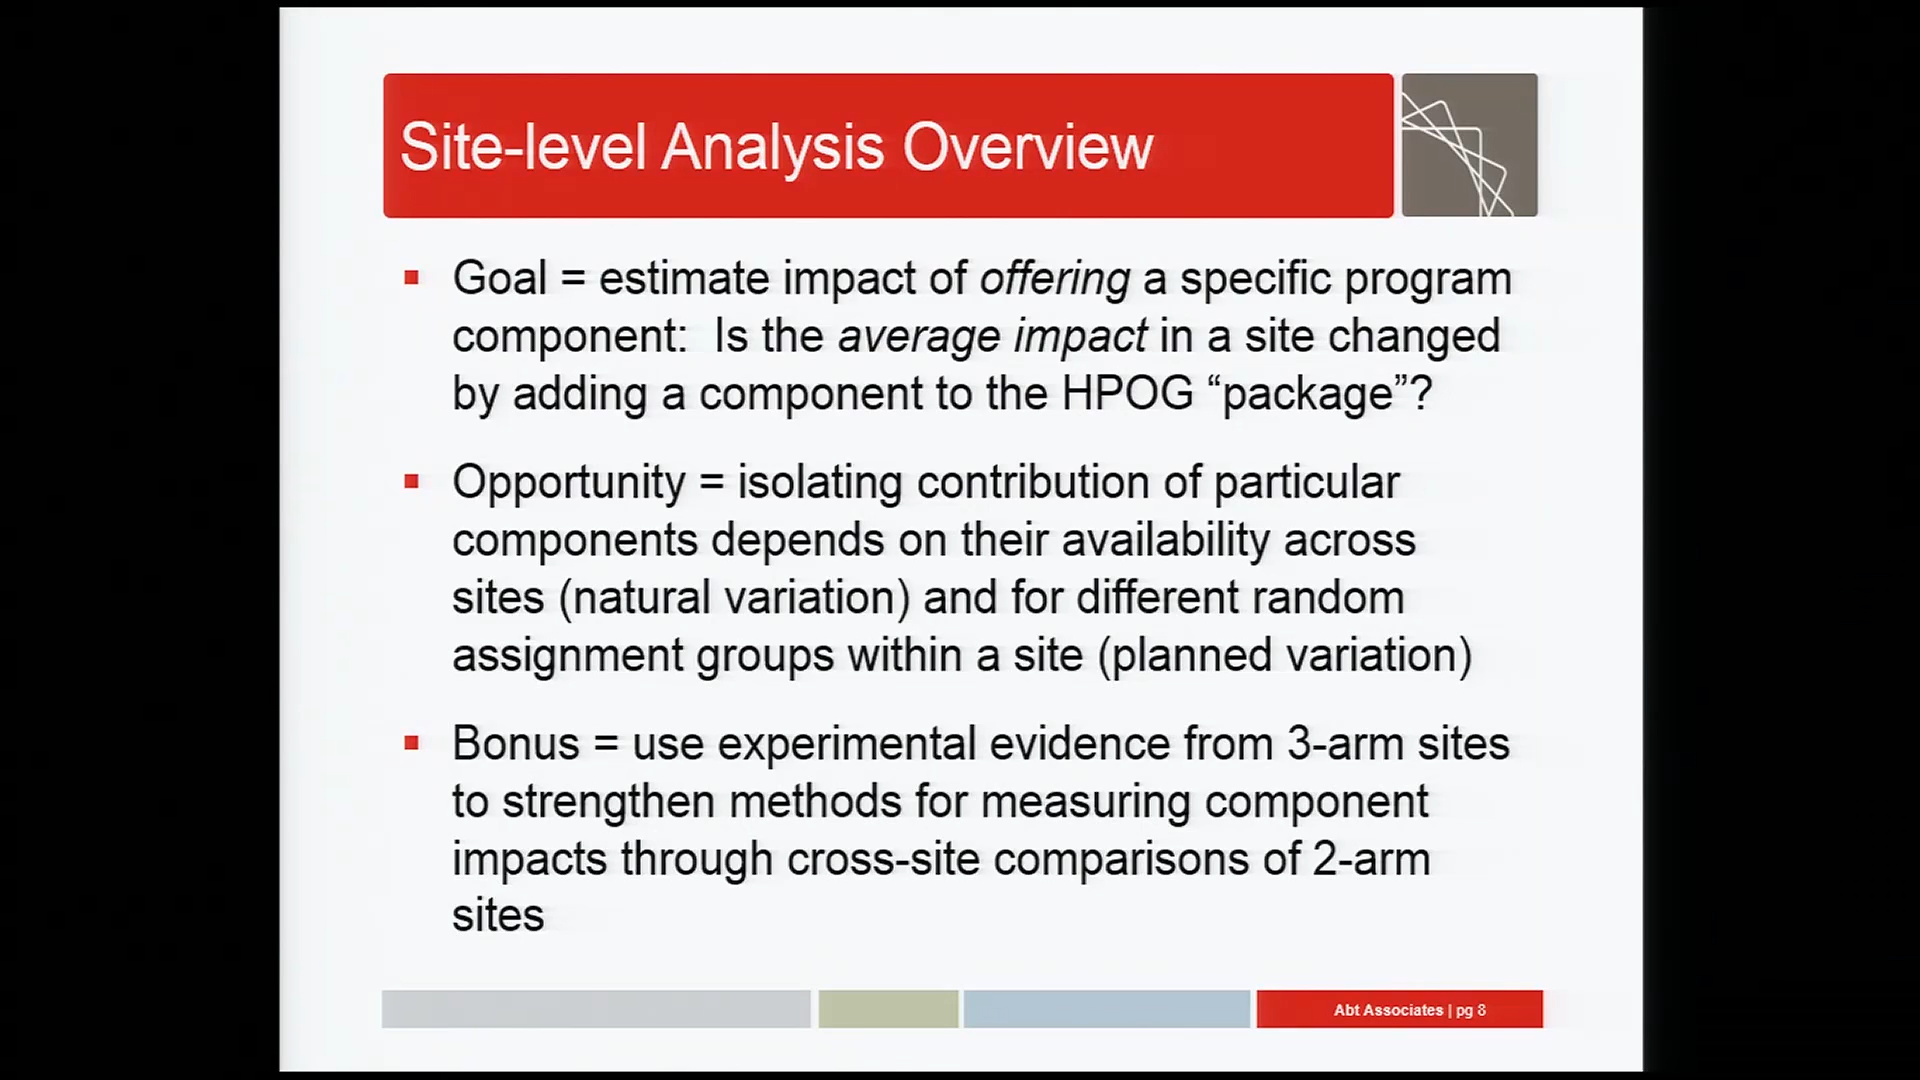 Site-level Analysis Overview
Goal = estimate impact of offering a specific program
component:  Is the average impact in a site changed
by adding a component to the HPOG “package”?
Opportunity = isolating contribution of particular
components depends on their availability across
sites (natural variation) and for different random
assignment groups within a site (planned variation)
Bonus = use experimental evidence from 3-arm sites
to strengthen methods for measuring component
impacts through cross-site comparisons of 2-arm
sites
Abt Associates | pg 8